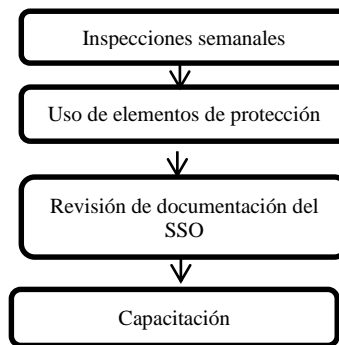 Inspecciones semanales
Uso de elementos de protección
Revisión de documentación del
SSO
Capacitación